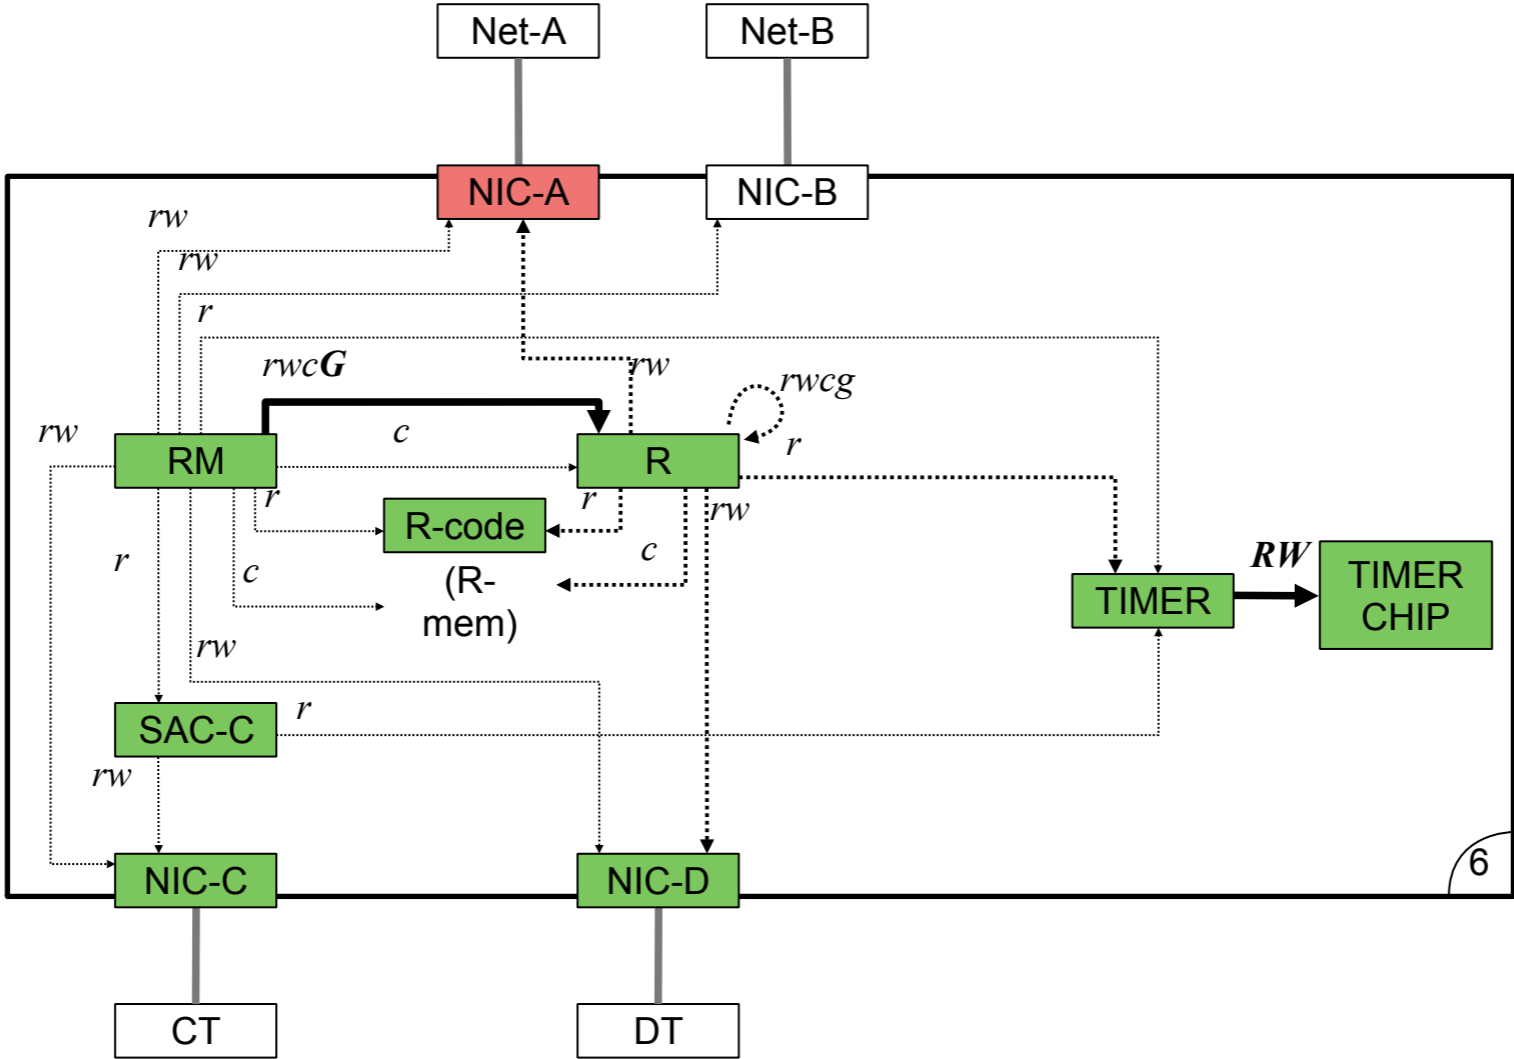 Net-A
Net-B
NIC-A
NIC-B
rw
rw
r
rwcG
rw
rwcg
rw
c
r
RM
R
r
r
rw
R-code
r
c
c
(R-
mem)
RW
TIMER
TIMER
CHIP
rw
SAC-C
r
rw
NIC-C
NIC-D
6
CT
DT